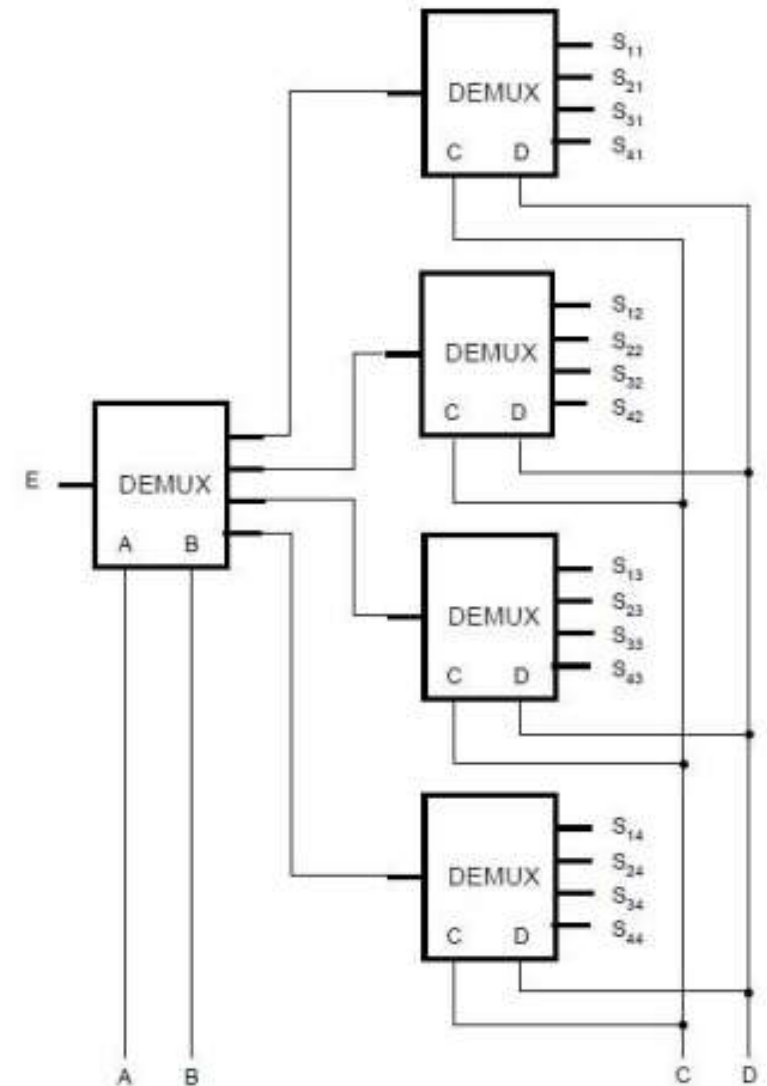 S11
DEMUX
S21
S31
S41
C D
S12
DEMUX
S22
S32
S42
C D
E
DEMUX
A B
S13
DEMUX
S23
S33
S43
C D
S14
DEMUX
S24
S34
S44
C D
A B C D